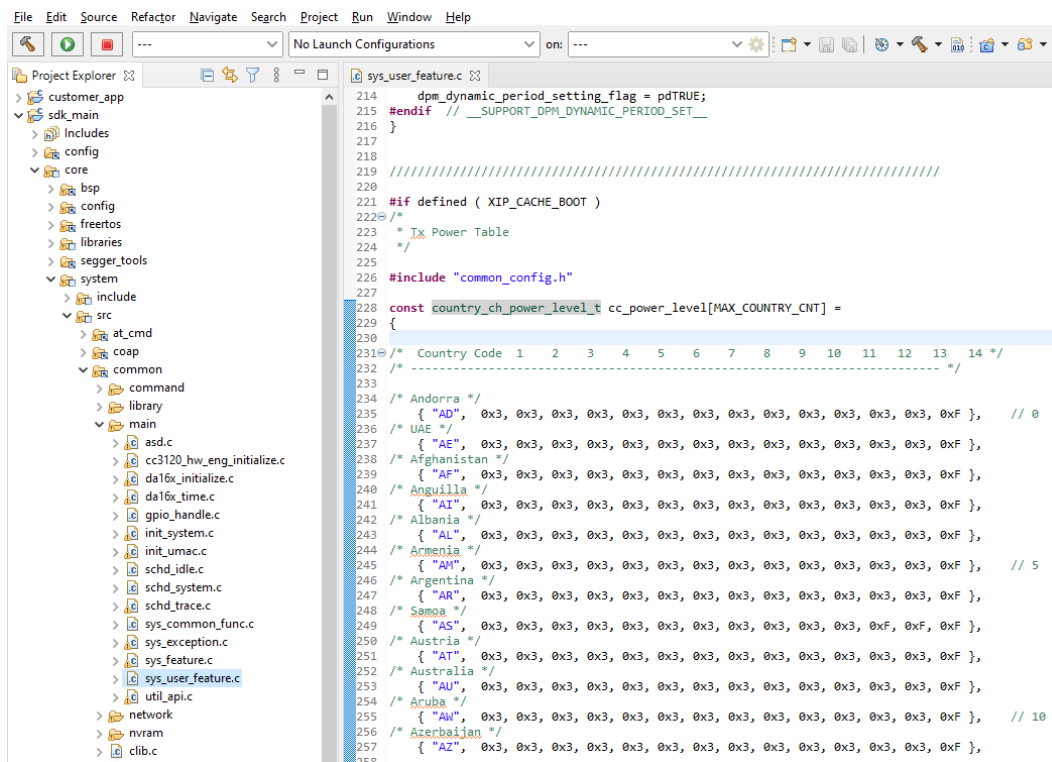 File Edit Source Refactor Navigate Search Project Run Window Help
--- No Launch Configurations on: ---
Project Explorer
customer_app
sdk_main
Includes
config
core
bsp
config
freertos
libraries
segger_tools
system
include
src
at_cmd
coap
common
command
library
main
asd.c
cc3120_hw_eng_initialize.c
da16x_initialize.c
da16x_time.c
gpio_handle.c
init_system.c
init_umac.c
schd_idle.c
schd_system.c
schd_trace.c
sys_common_func.c
sys_exception.c
sys_feature.c
sys_user_feature.c
util_api.c
network
nvram
clib.c
sys_user_feature.c
214     dpm_dynamic_period_setting_flag = pdTRUE;
215 #endif  // __SUPPORT_DPM_DYNAMIC_PERIOD_SET__
216 }
217
218
219 //////////////////////////////////////////////////////////////////////////////
220
221 #if defined ( XIP_CACHE_BOOT )
222 /*
223  * Tx Power Table
224  */
225
226 #include "common_config.h"
227
228 const country_ch_power_level_t cc_power_level[MAX_COUNTRY_CNT] =
229 {
230
231 /*  Country Code  1    2    3    4    5    6    7    8    9   10   11   12   13   14 */
232 /* --------------------------------------------------------------------------- */
233
234 /* Andorra */
235     { "AD",  0x3, 0x3, 0x3, 0x3, 0x3, 0x3, 0x3, 0x3, 0x3, 0x3, 0x3, 0x3, 0x3, 0xF },    // 0
236 /* UAE */
237     { "AE",  0x3, 0x3, 0x3, 0x3, 0x3, 0x3, 0x3, 0x3, 0x3, 0x3, 0x3, 0x3, 0x3, 0xF },
238 /* Afghanistan */
239     { "AF",  0x3, 0x3, 0x3, 0x3, 0x3, 0x3, 0x3, 0x3, 0x3, 0x3, 0x3, 0x3, 0x3, 0xF },
240 /* Anguilla */
241     { "AI",  0x3, 0x3, 0x3, 0x3, 0x3, 0x3, 0x3, 0x3, 0x3, 0x3, 0x3, 0x3, 0x3, 0xF },
242 /* Albania */
243     { "AL",  0x3, 0x3, 0x3, 0x3, 0x3, 0x3, 0x3, 0x3, 0x3, 0x3, 0x3, 0x3, 0x3, 0xF },
244 /* Armenia */
245     { "AM",  0x3, 0x3, 0x3, 0x3, 0x3, 0x3, 0x3, 0x3, 0x3, 0x3, 0x3, 0x3, 0x3, 0xF },    // 5
246 /* Argentina */
247     { "AR",  0x3, 0x3, 0x3, 0x3, 0x3, 0x3, 0x3, 0x3, 0x3, 0x3, 0x3, 0x3, 0x3, 0xF },
248 /* Samoa */
249     { "AS",  0x3, 0x3, 0x3, 0x3, 0x3, 0x3, 0x3, 0x3, 0x3, 0x3, 0x3, 0xF, 0xF, 0xF },
250 /* Austria */
251     { "AT",  0x3, 0x3, 0x3, 0x3, 0x3, 0x3, 0x3, 0x3, 0x3, 0x3, 0x3, 0x3, 0x3, 0xF },
252 /* Australia */
253     { "AU",  0x3, 0x3, 0x3, 0x3, 0x3, 0x3, 0x3, 0x3, 0x3, 0x3, 0x3, 0x3, 0x3, 0xF },
254 /* Aruba */
255     { "AW",  0x3, 0x3, 0x3, 0x3, 0x3, 0x3, 0x3, 0x3, 0x3, 0x3, 0x3, 0x3, 0x3, 0xF },    // 10
256 /* Azerbaijan */
257     { "AZ",  0x3, 0x3, 0x3, 0x3, 0x3, 0x3, 0x3, 0x3, 0x3, 0x3, 0x3, 0x3, 0x3, 0xF },